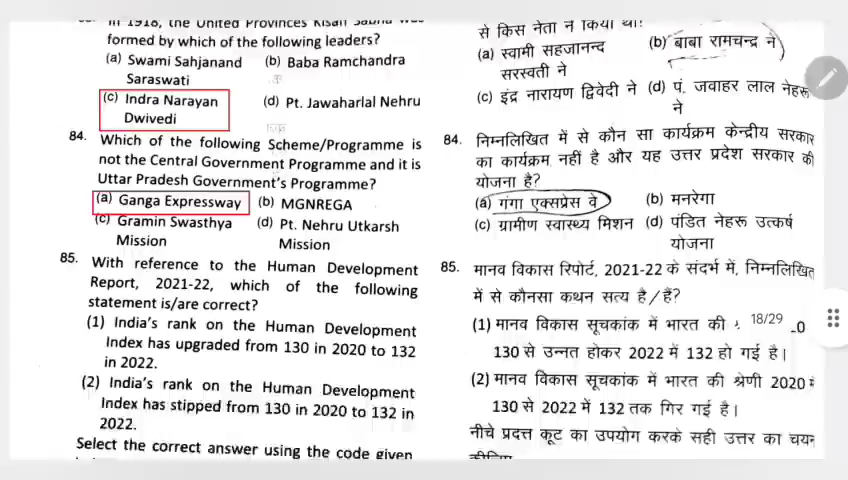 in 1918, the United Provinces Kisan Sabha was
formed by which of the following leaders?
(a) Swami Sahjanand (b) Baba Ramchandra
Saraswati
(c) Indra Narayan (d) Pt. Jawaharlal Nehru
Dwivedi
84. Which of the following Scheme/Programme is
not the Central Government Programme and it is
Uttar Pradesh Government's Programme?
(a) Ganga Expressway (b) MGNREGA
(c) Gramin Swasthya (d) Pt. Nehru Utkarsh
Mission Mission
85. With reference to the Human Development
Report, 2021-22, which of the following
statement is/are correct?
(1) India's rank on the Human Development
Index has upgraded from 130 in 2020 to 132
in 2022.
(2) India's rank on the Human Development
Index has stipped from 130 in 2020 to 132 in
2022.
Select the correct answer using the code given
से किस नेता ने किया था!
(a) स्वामी सहजानन्द (b) बाबा रामचन्द्र ने
सरस्वती ने
(c) इंद्र नारायण द्विवेदी ने (d) पं. जवाहर लाल नेहरू
ने
84. निम्नलिखित में से कौन सा कार्यक्रम केन्द्रीय सरकार
का कार्यक्रम नहीं है और यह उत्तर प्रदेश सरकार की
योजना है?
(a) गंगा एक्सप्रेस वे (b) मनरेगा
(c) ग्रामीण स्वास्थ्य मिशन (d) पंडित नेहरू उत्कर्ष
योजना
85. मानव विकास रिपोर्ट, 2021-22 के संदर्भ में, निम्नलिखित
में से कौनसा कथन सत्य है/हैं?
(1) मानव विकास सूचकांक में भारत की 18/29
130 से उन्नत होकर 2022 में 132 हो गई है।
(2) मानव विकास सूचकांक में भारत की श्रेणी 2020 में
130 से 2022 में 132 तक गिर गई है।
नीचे प्रदत्त कूट का उपयोग करके सही उत्तर का चयन